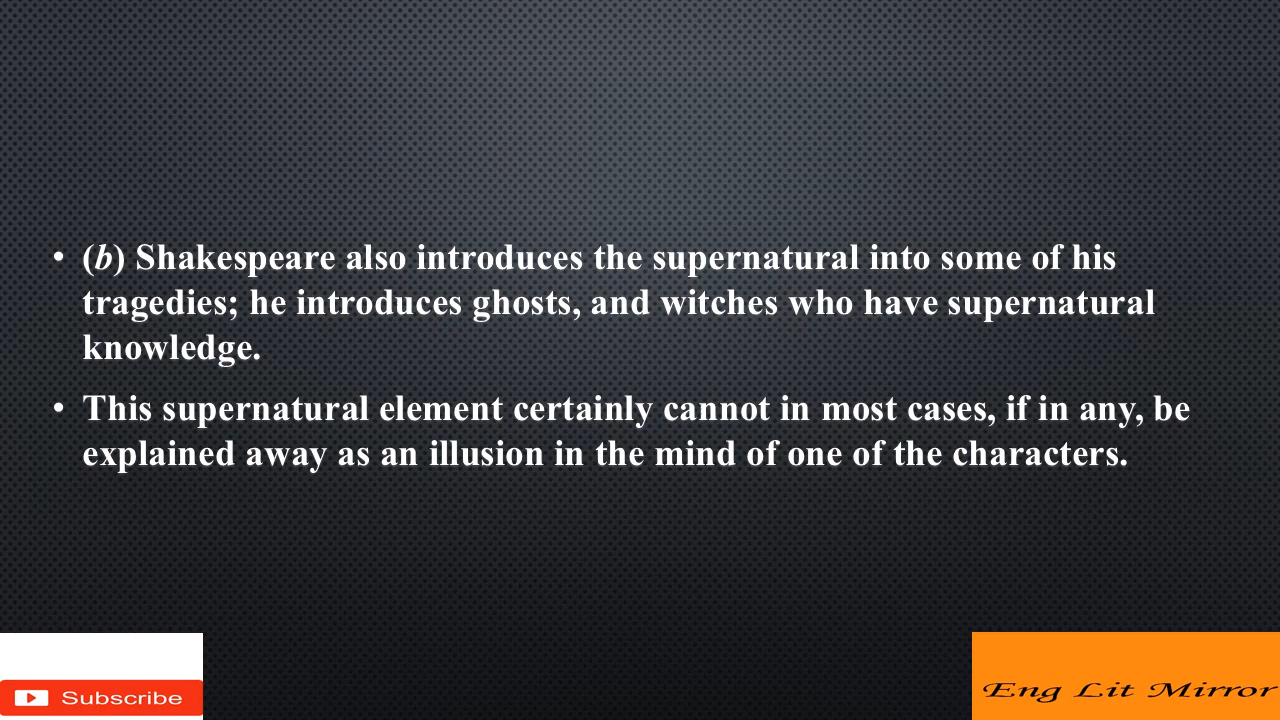 • (b) Shakespeare also introduces the supernatural into some of his
tragedies; he introduces ghosts, and witches who have supernatural
knowledge.
• This supernatural element certainly cannot in most cases, if in any, be
explained away as an illusion in the mind of one of the characters.
Subscribe
Eng Lit Mirror